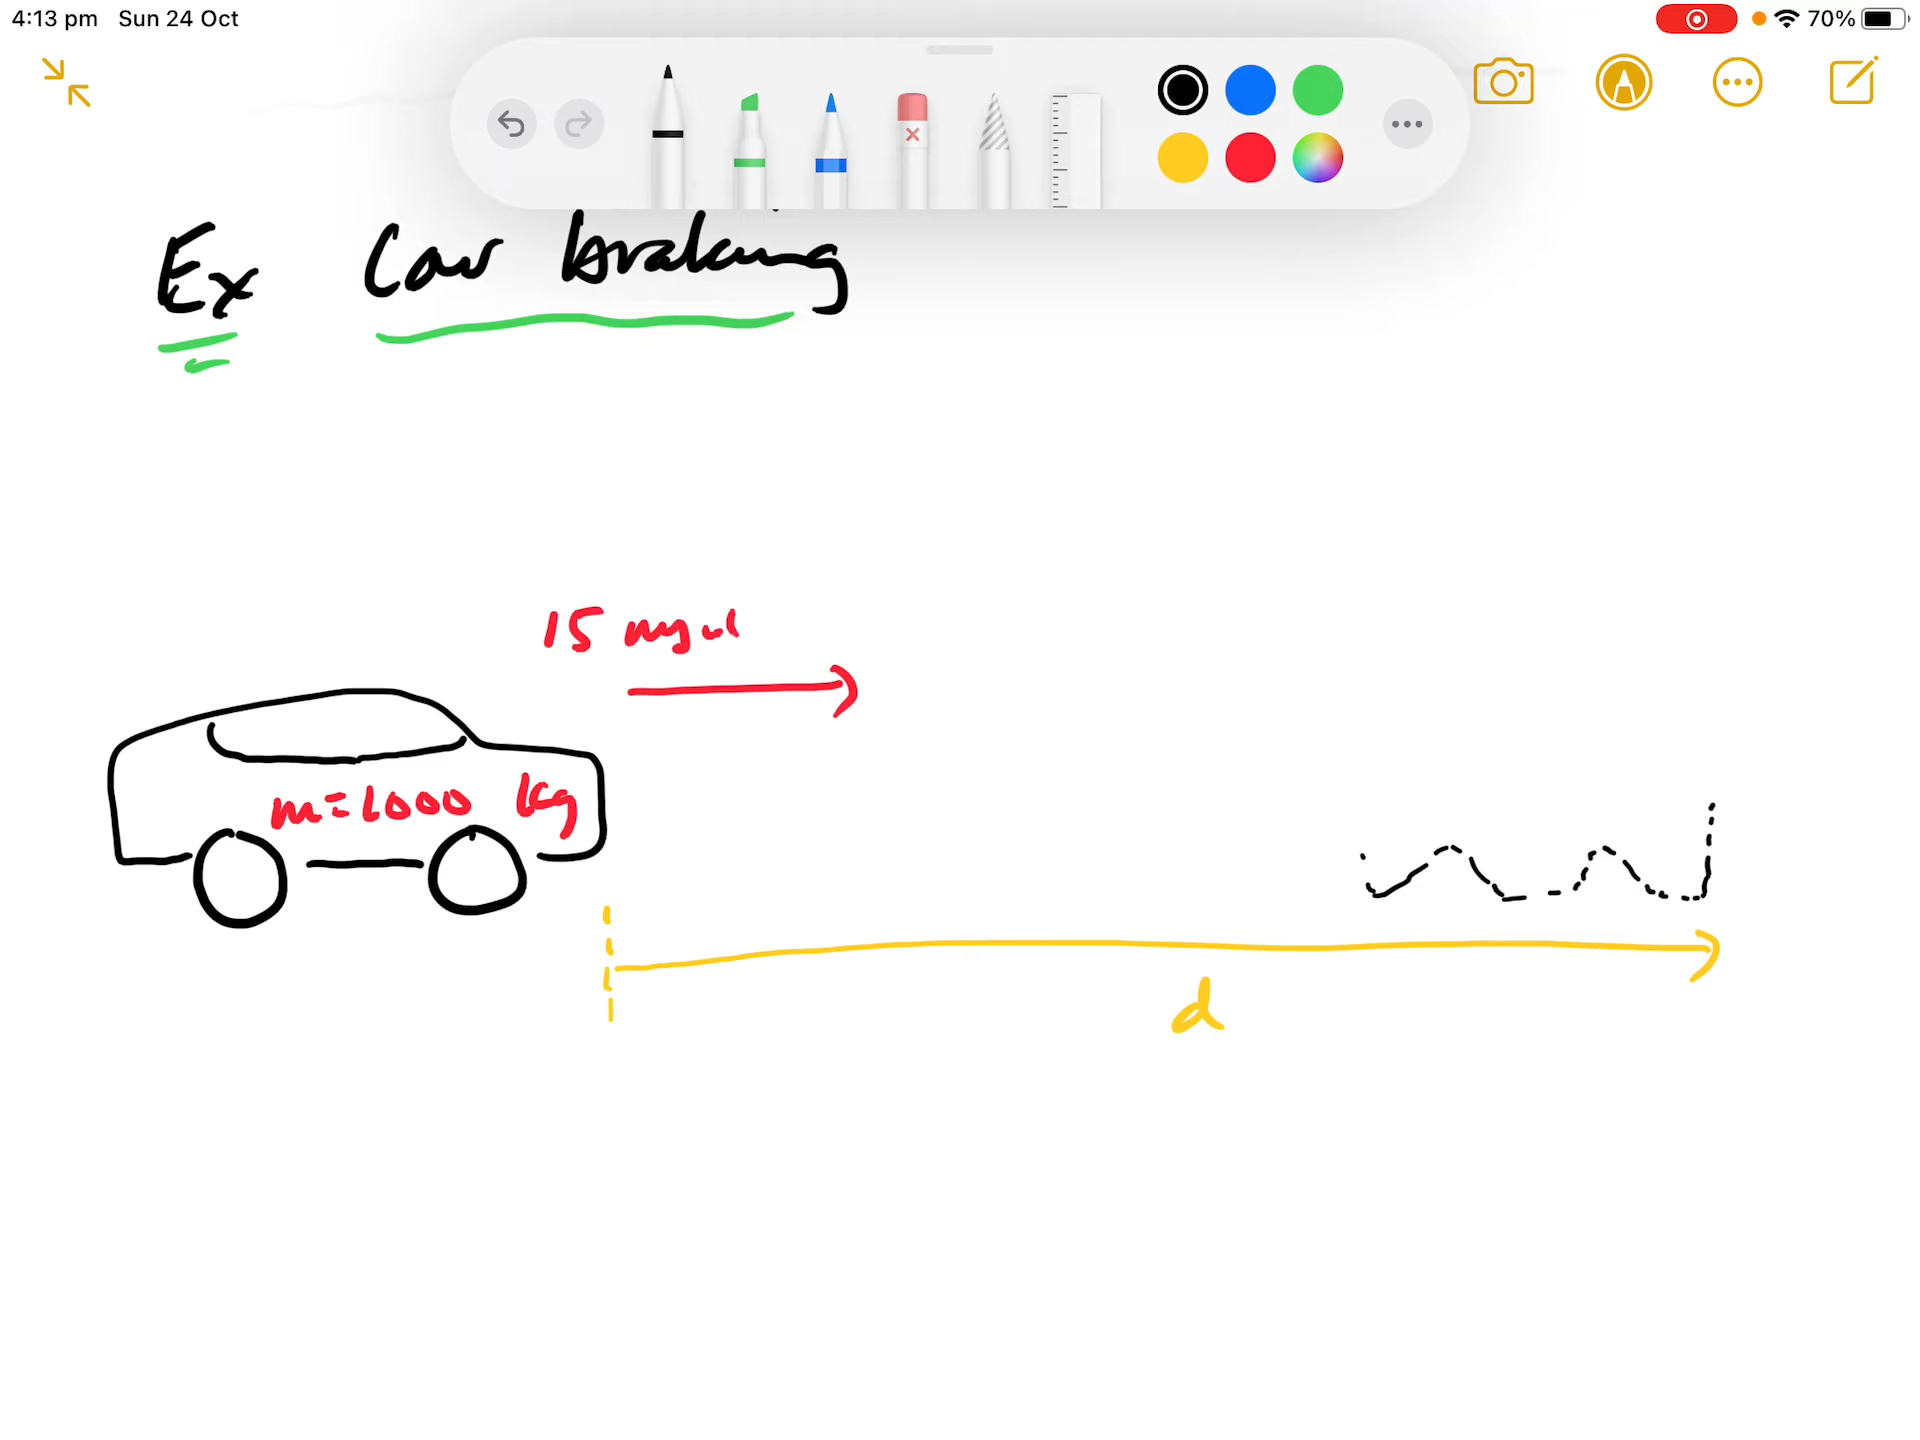 4:13 pm Sun 24 Oct
70%
Ex Car braking
15
m=1000 kg
d